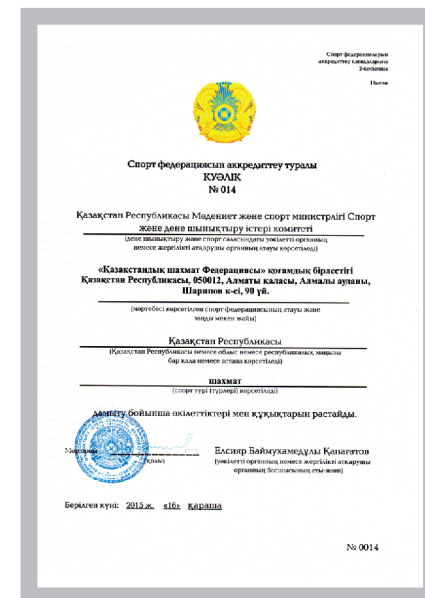 Спорт федерацияларын
аккредиттеу қағидаларына
2-қосымша
Нысан
Спорт федерациясын аккредиттеу туралы
КУӘЛІК
№ 014
Қазақстан Республикасы Мәдениет және спорт министрлігі Спорт
және дене шынықтыру істері комитеті
(дене шынықтыру және спорт саласындағы уәкілетті органның
немесе жергілікті атқарушы органның атауы көрсетіледі)
«Қазақстандық шахмат Федерациясы» қоғамдық бірлестігі
Қазақстан Республикасы, 050012, Алматы қаласы, Алмалы ауданы,
Шарипов к-сі, 90 үй.
(мәртебесі көрсетілген спорт федерациясының атауы және
заңды мекен жайы)
Қазақстан Республикасы
(Қазақстан Республикасы немесе облыс немесе республикалық маңызы
бар қала немесе астана көрсетіледі)
шахмат
(спорт түрі (түрлері) көрсетіледі)
дамыту бойынша өкілеттіктері мен құқықтарын растайды.
Мөр орны
(қолы)
Елсияр Баймухамедұлы Қанағатов
(уәкілетті органның немесе жергілікті атқарушы
органның басшысының аты-жөні)
Берілген күні: 2015 ж. «16» қараша
№ 0014